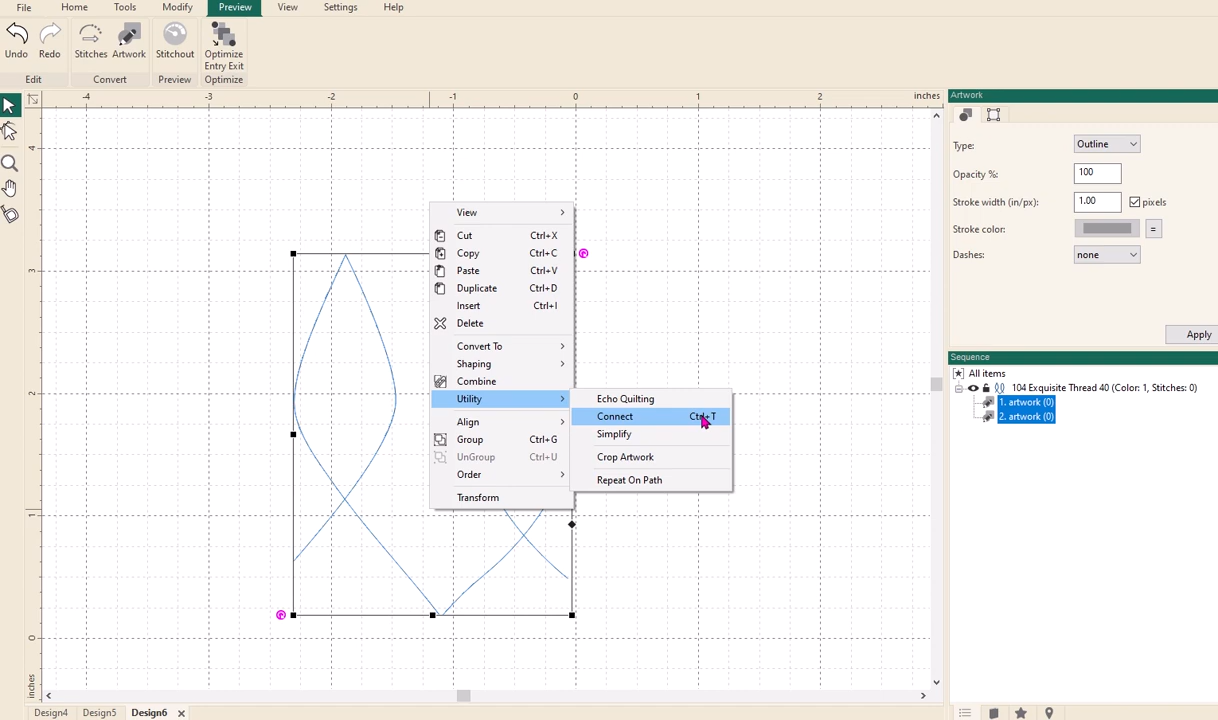 File Home Tools Modify Preview View Settings Help
Undo Redo Stitches Artwork Stitchout Optimize Entry Exit
Edit Convert Preview Optimize
-4 -3 -2 -1 0 1 2 inches
Artwork
Type: Outline
Opacity %: 100
Stroke width (in/px): 1.00 pixels
Stroke color: =
Dashes: none
Apply
4
3
2
1
0
inches
View
Cut Ctrl+X
Copy Ctrl+C
Paste Ctrl+V
Duplicate Ctrl+D
Insert Ctrl+I
Delete
Convert To
Shaping
Combine
Utility
Align
Group Ctrl+G
UnGroup Ctrl+U
Order
Transform
Echo Quilting
Connect Ctrl+T
Simplify
Crop Artwork
Repeat On Path
Sequence
All items
104 Exquisite Thread 40 (Color: 1, Stitches: 0)
1. artwork (0)
2. artwork (0)
Design4 Design5 Design6